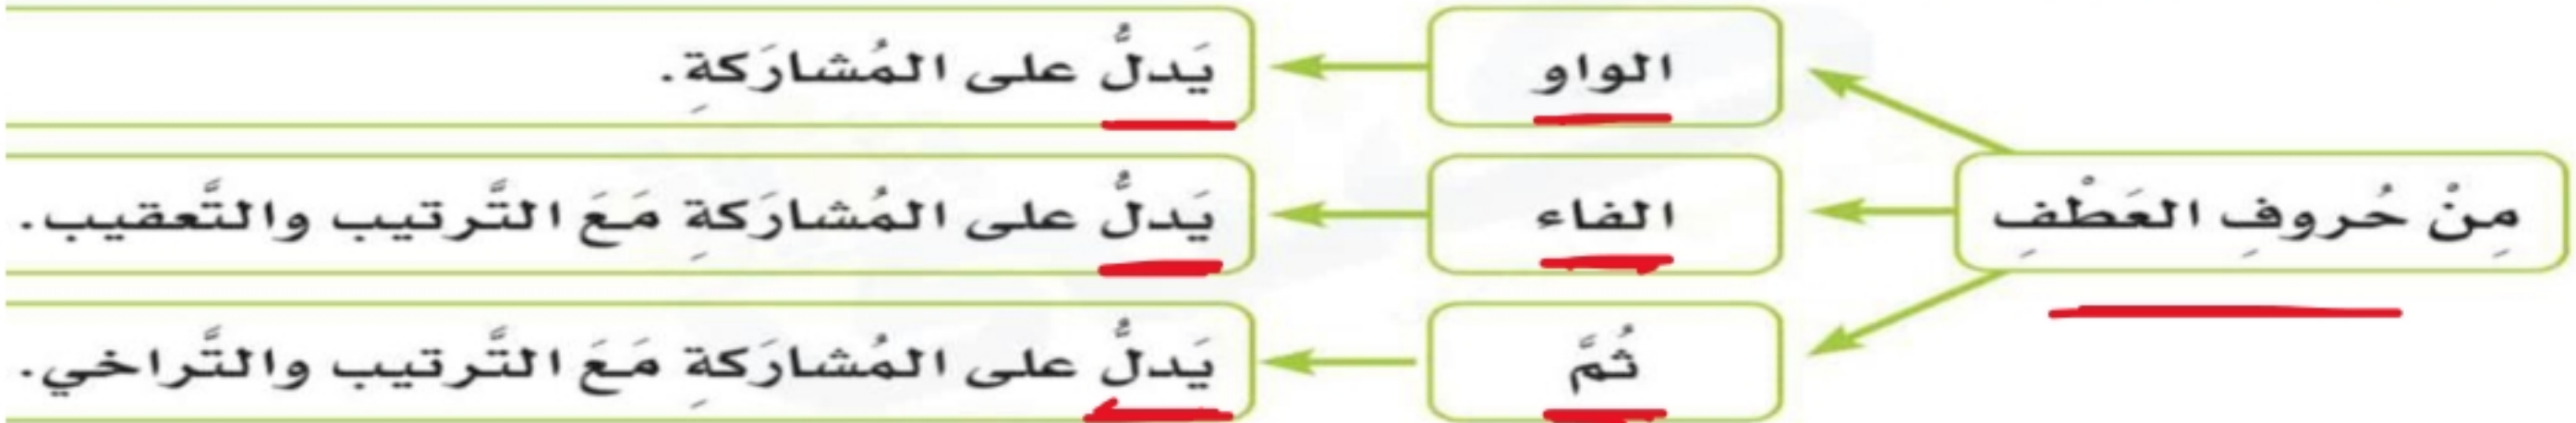 مِنْ حُروفِ العَطْفِ
الواو
يَدلُّ على المُشارَكةِ.
الفاء
يَدلُّ على المُشارَكةِ مَعَ التَّرتيب والتَّعقيب.
ثُمَّ
يَدلُّ على المُشارَكةِ مَعَ التَّرتيب والتَّراخي.